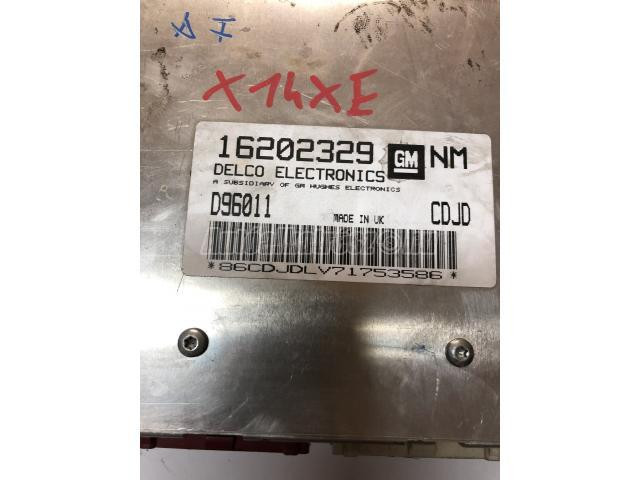 X14XE
16202329 GM NM
DELCO ELECTRONICS
A SUBSIDIARY OF GM HUGHES ELECTRONICS
D96011 MADE IN UK CDJD
*86CDJDLV71753586*